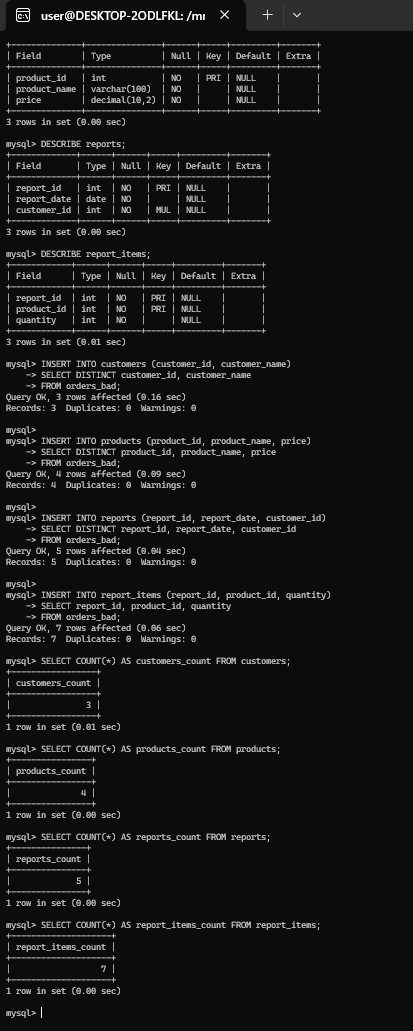 user@DESKTOP-2ODLFKL: /mr
+-------------+---------------+------+-----+---------+-------+
| Field | Type | Null | Key | Default | Extra |
+-------------+---------------+------+-----+---------+-------+
| product_id | int | NO | PRI | NULL | |
| product_name | varchar(100) | NO | | NULL | |
| price | decimal(10,2) | NO | | NULL | |
+-------------+---------------+------+-----+---------+-------+
3 rows in set (0.00 sec)
mysql> DESCRIBE reports;
+-------------+------+------+-----+---------+-------+
| Field | Type | Null | Key | Default | Extra |
+-------------+------+------+-----+---------+-------+
| report_id | int | NO | PRI | NULL | |
| report_date | date | NO | | NULL | |
| customer_id | int | NO | MUL | NULL | |
+-------------+------+------+-----+---------+-------+
3 rows in set (0.00 sec)
mysql> DESCRIBE report_items;
+------------+------+------+-----+---------+-------+
| Field | Type | Null | Key | Default | Extra |
+------------+------+------+-----+---------+-------+
| report_id | int | NO | PRI | NULL | |
| product_id | int | NO | PRI | NULL | |
| quantity | int | NO | | NULL | |
+------------+------+------+-----+---------+-------+
3 rows in set (0.01 sec)
mysql> INSERT INTO customers (customer_id, customer_name)
-> SELECT DISTINCT customer_id, customer_name
-> FROM orders_bad;
Query OK, 3 rows affected (0.16 sec)
Records: 3 Duplicates: 0 Warnings: 0
mysql>
mysql> INSERT INTO products (product_id, product_name, price)
-> SELECT DISTINCT product_id, product_name, price
-> FROM orders_bad;
Query OK, 4 rows affected (0.09 sec)
Records: 4 Duplicates: 0 Warnings: 0
mysql>
mysql> INSERT INTO reports (report_id, report_date, customer_id)
-> SELECT DISTINCT report_id, report_date, customer_id
-> FROM orders_bad;
Query OK, 5 rows affected (0.04 sec)
Records: 5 Duplicates: 0 Warnings: 0
mysql>
mysql> INSERT INTO report_items (report_id, product_id, quantity)
-> SELECT report_id, product_id, quantity
-> FROM orders_bad;
Query OK, 7 rows affected (0.06 sec)
Records: 7 Duplicates: 0 Warnings: 0
mysql> SELECT COUNT(*) AS customers_count FROM customers;
+-----------------+
| customers_count |
+-----------------+
| 3 |
+-----------------+
1 row in set (0.01 sec)
mysql> SELECT COUNT(*) AS products_count FROM products;
+----------------+
| products_count |
+----------------+
| 4 |
+----------------+
1 row in set (0.00 sec)
mysql> SELECT COUNT(*) AS reports_count FROM reports;
+---------------+
| reports_count |
+---------------+
| 5 |
+---------------+
1 row in set (0.00 sec)
mysql> SELECT COUNT(*) AS report_items_count FROM report_items;
+--------------------+
| report_items_count |
+--------------------+
| 7 |
+--------------------+
1 row in set (0.00 sec)
mysql>